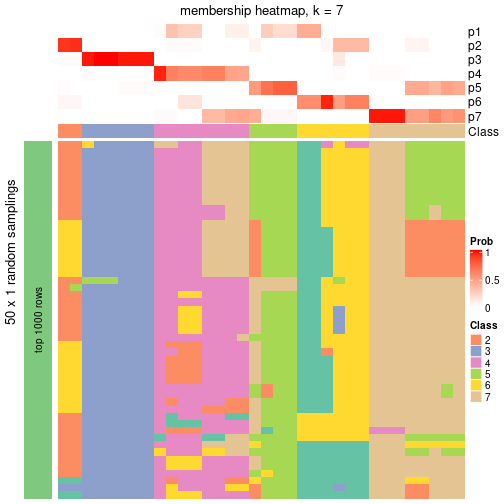 membership heatmap, k = 7
p1
p2
p3
p4
p5
p6
p7
Class
50 x 1 random samplings
top 1000 rows
Prob
1
0.5
0
Class
2
3
4
5
6
7